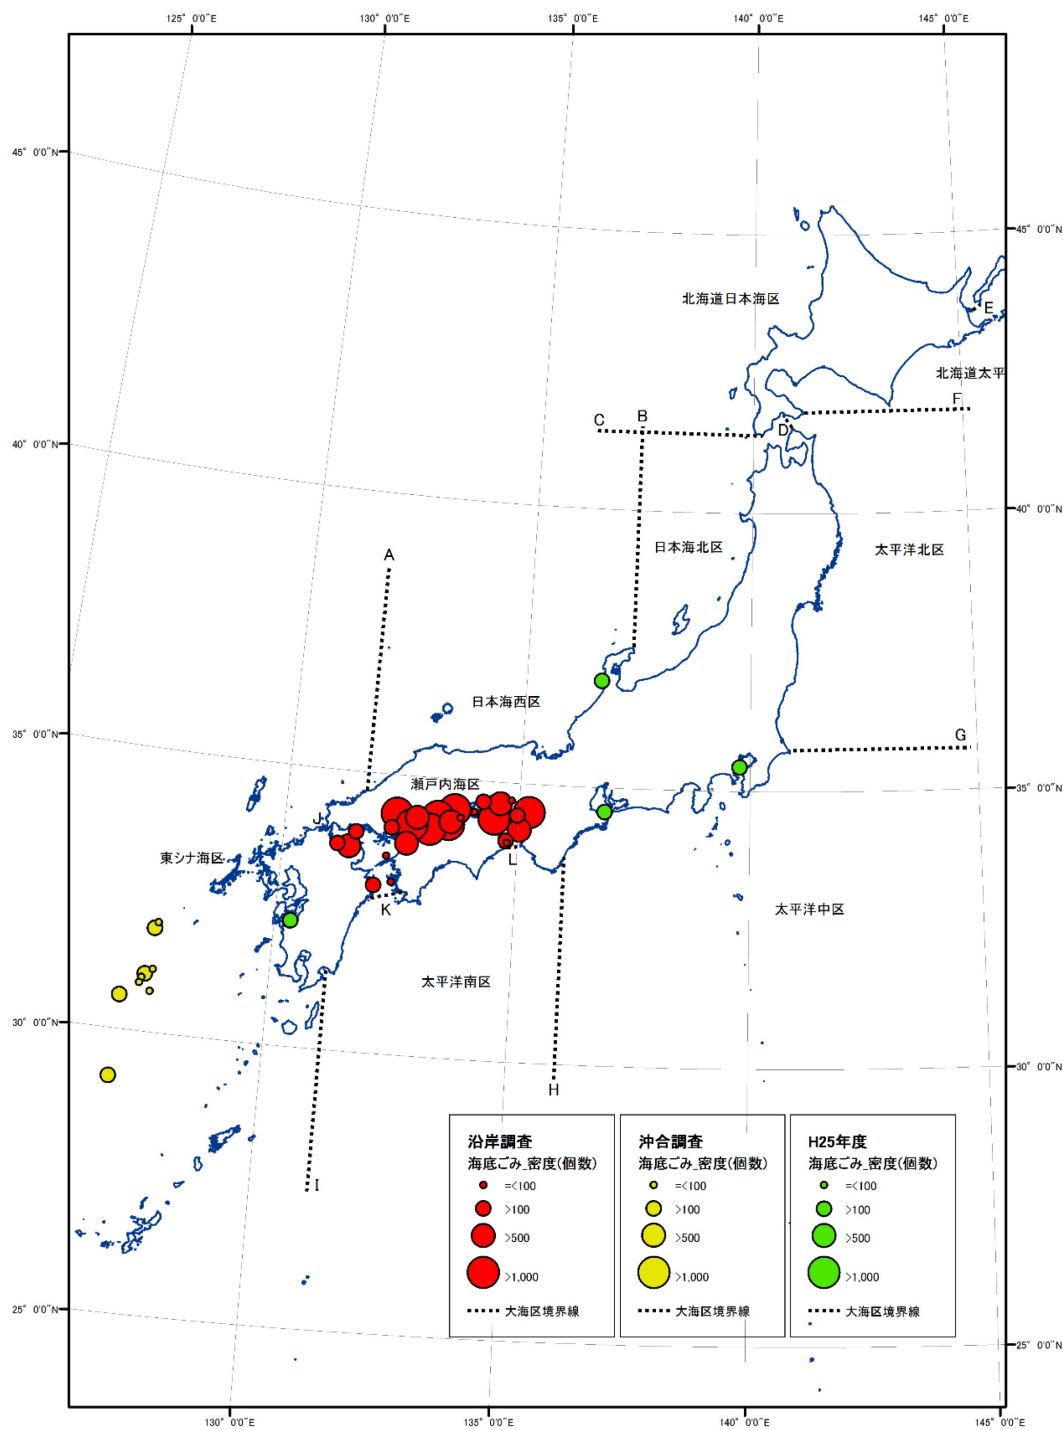 125° 0'0"E
130° 0'0"E
135° 0'0"E
140° 0'0"E
145° 0'0"E
45° 0'0"N
45° 0'0"N
北海道日本海区
E
北海道太平
F
C
B
D
40° 0'0"N
40° 0'0"N
日本海北区
太平洋北区
A
日本海西区
35° 0'0"N
G
瀬戸内海区
35° 0'0"N
J
東シナ海区
L
K
太平洋中区
太平洋南区
30° 0'0"N
30° 0'0"N
H
I
沿岸調査
海底ごみ_密度(個数)
=<100
>100
>500
>1,000
大海区境界線
沖合調査
海底ごみ_密度(個数)
=<100
>100
>500
>1,000
大海区境界線
H25年度
海底ごみ_密度(個数)
=<100
>100
>500
>1,000
大海区境界線
25° 0'0"N
25° 0'0"N
130° 0'0"E
135° 0'0"E
140° 0'0"E
145° 0'0"E